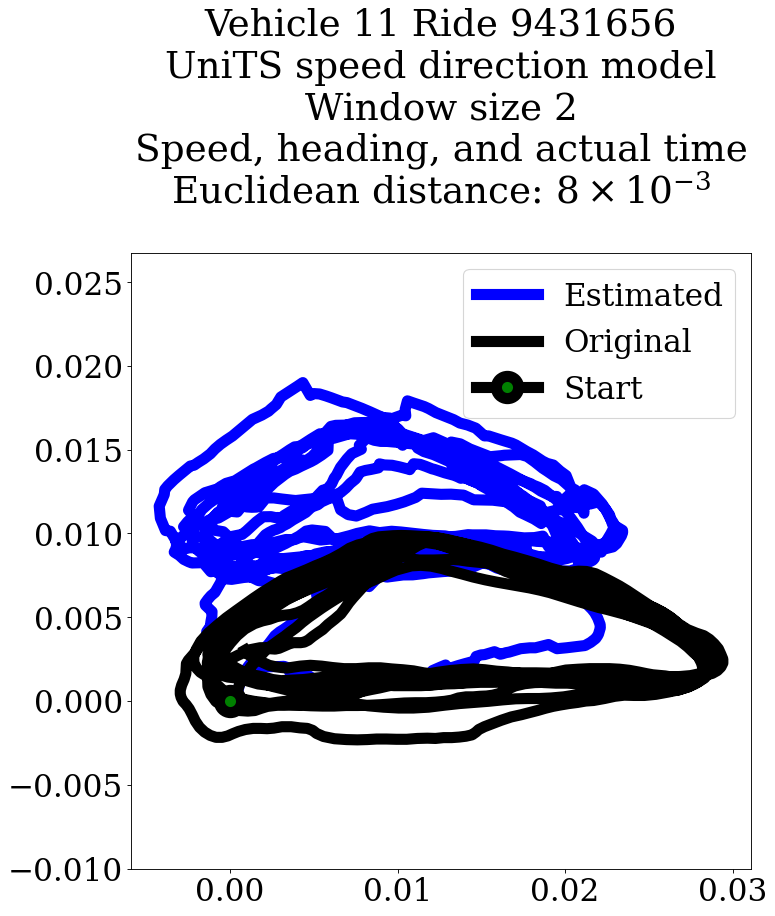 Vehicle 11 Ride 9431656
UniTS speed direction model
Window size 2
Speed, heading, and actual time
Euclidean distance: 8 × 10⁻³
Estimated
Original
Start
0.025
0.020
0.015
0.010
0.005
0.000
−0.005
−0.010
0.00 0.01 0.02 0.03